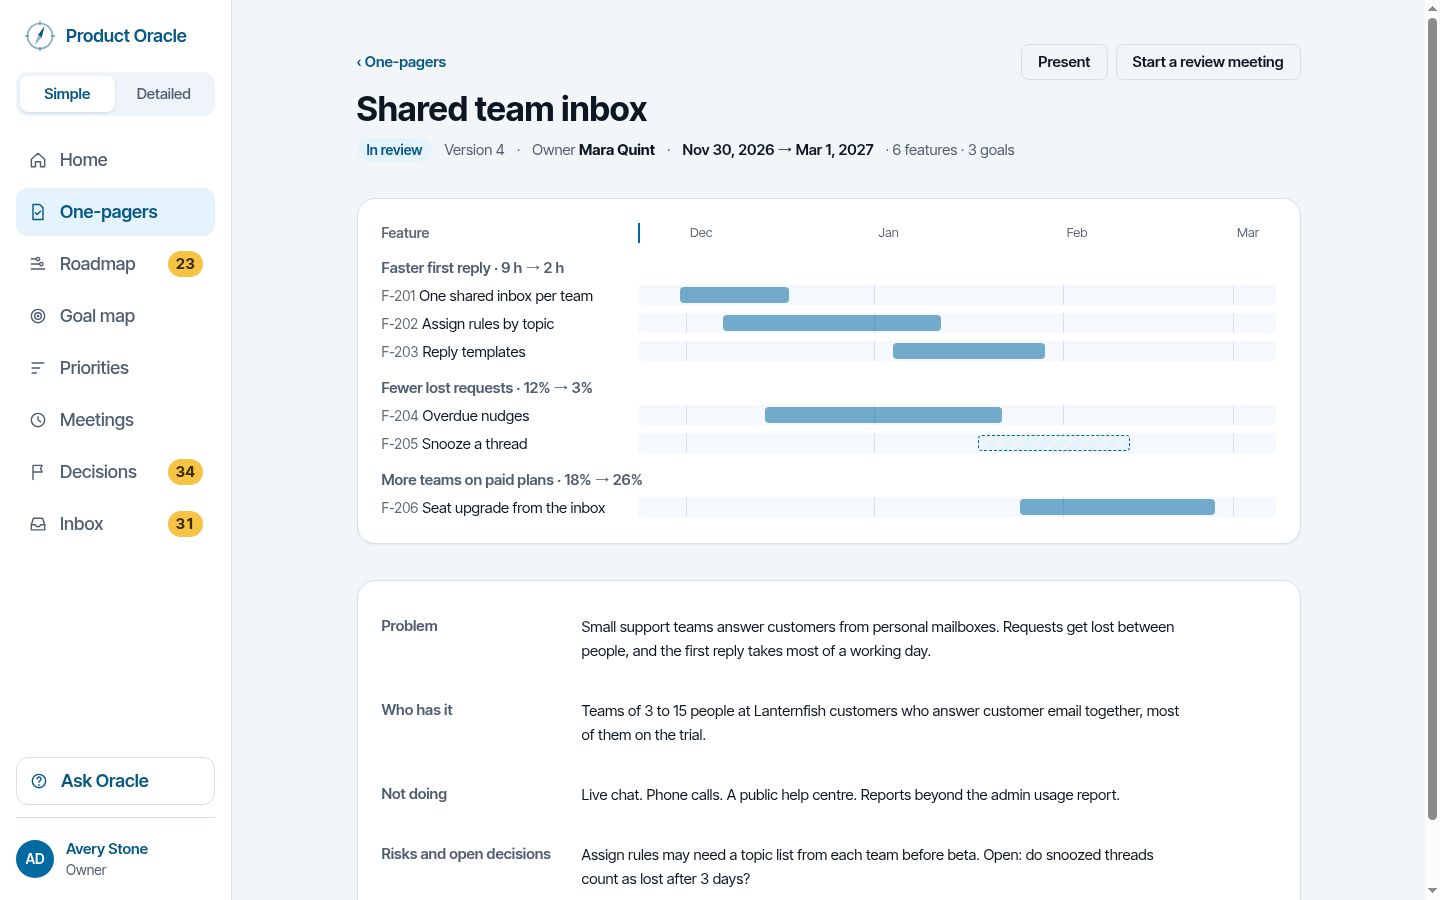 Product Oracle
Simple Detailed
Home
One-pagers
Roadmap 23
Goal map
Priorities
Meetings
Decisions 34
Inbox 31
Ask Oracle
AD
Avery Stone
Owner
‹ One-pagers
Present
Start a review meeting
Shared team inbox
In review Version 4 · Owner Mara Quint · Nov 30, 2026 → Mar 1, 2027 · 6 features · 3 goals
Feature Dec Jan Feb Mar
Faster first reply · 9 h → 2 h
F-201 One shared inbox per team
F-202 Assign rules by topic
F-203 Reply templates
Fewer lost requests · 12% → 3%
F-204 Overdue nudges
F-205 Snooze a thread
More teams on paid plans · 18% → 26%
F-206 Seat upgrade from the inbox
Problem
Small support teams answer customers from personal mailboxes. Requests get lost between
people, and the first reply takes most of a working day.
Who has it
Teams of 3 to 15 people at Lanternfish customers who answer customer email together, most
of them on the trial.
Not doing
Live chat. Phone calls. A public help centre. Reports beyond the admin usage report.
Risks and open decisions
Assign rules may need a topic list from each team before beta. Open: do snoozed threads
count as lost after 3 days?